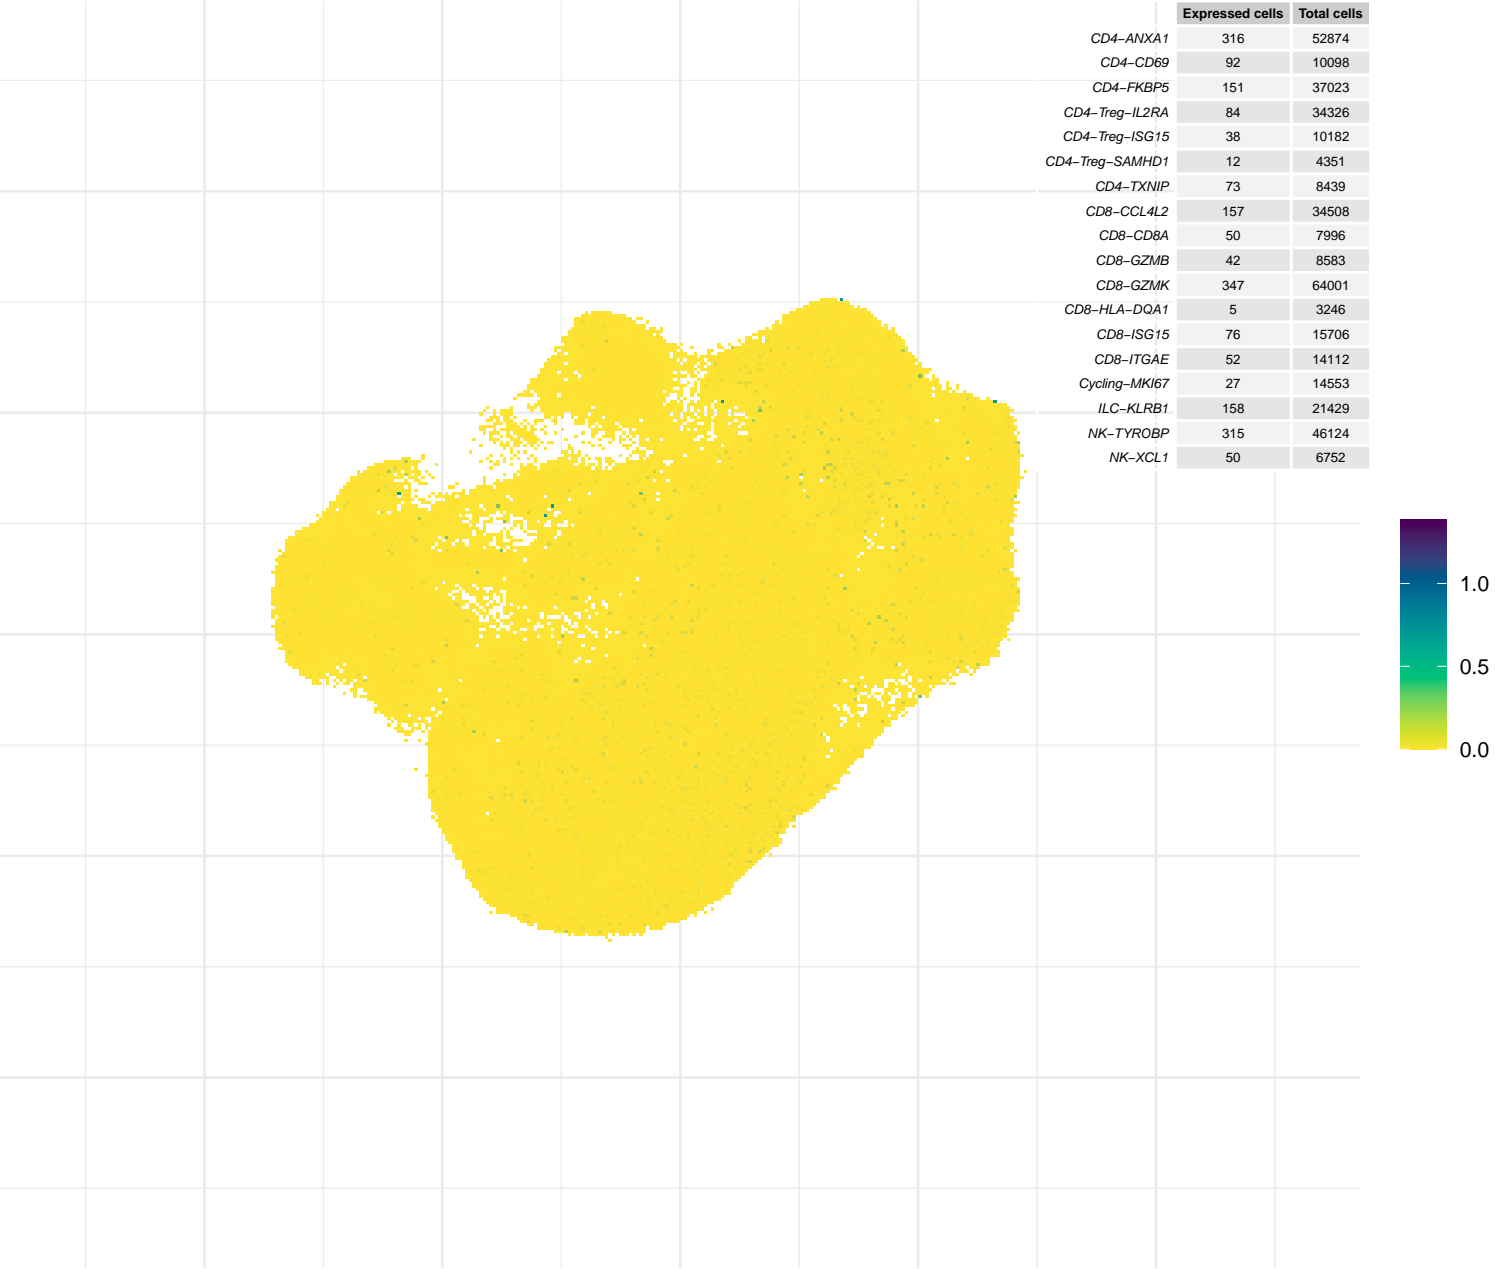 Expressed cells Total cells
CD4−ANXA1 316 52874
CD4−CD69 92 10098
CD4−FKBP5 151 37023
CD4−Treg−IL2RA 84 34326
CD4−Treg−ISG15 38 10182
CD4−Treg−SAMHD1 12 4351
CD4−TXNIP 73 8439
CD8−CCL4L2 157 34508
CD8−CD8A 50 7996
CD8−GZMB 42 8583
CD8−GZMK 347 64001
CD8−HLA−DQA1 5 3246
CD8−ISG15 76 15706
CD8−ITGAE 52 14112
Cycling−MKI67 27 14553
ILC−KLRB1 158 21429
NK−TYROBP 315 46124
NK−XCL1 50 6752
1.0
0.5
0.0